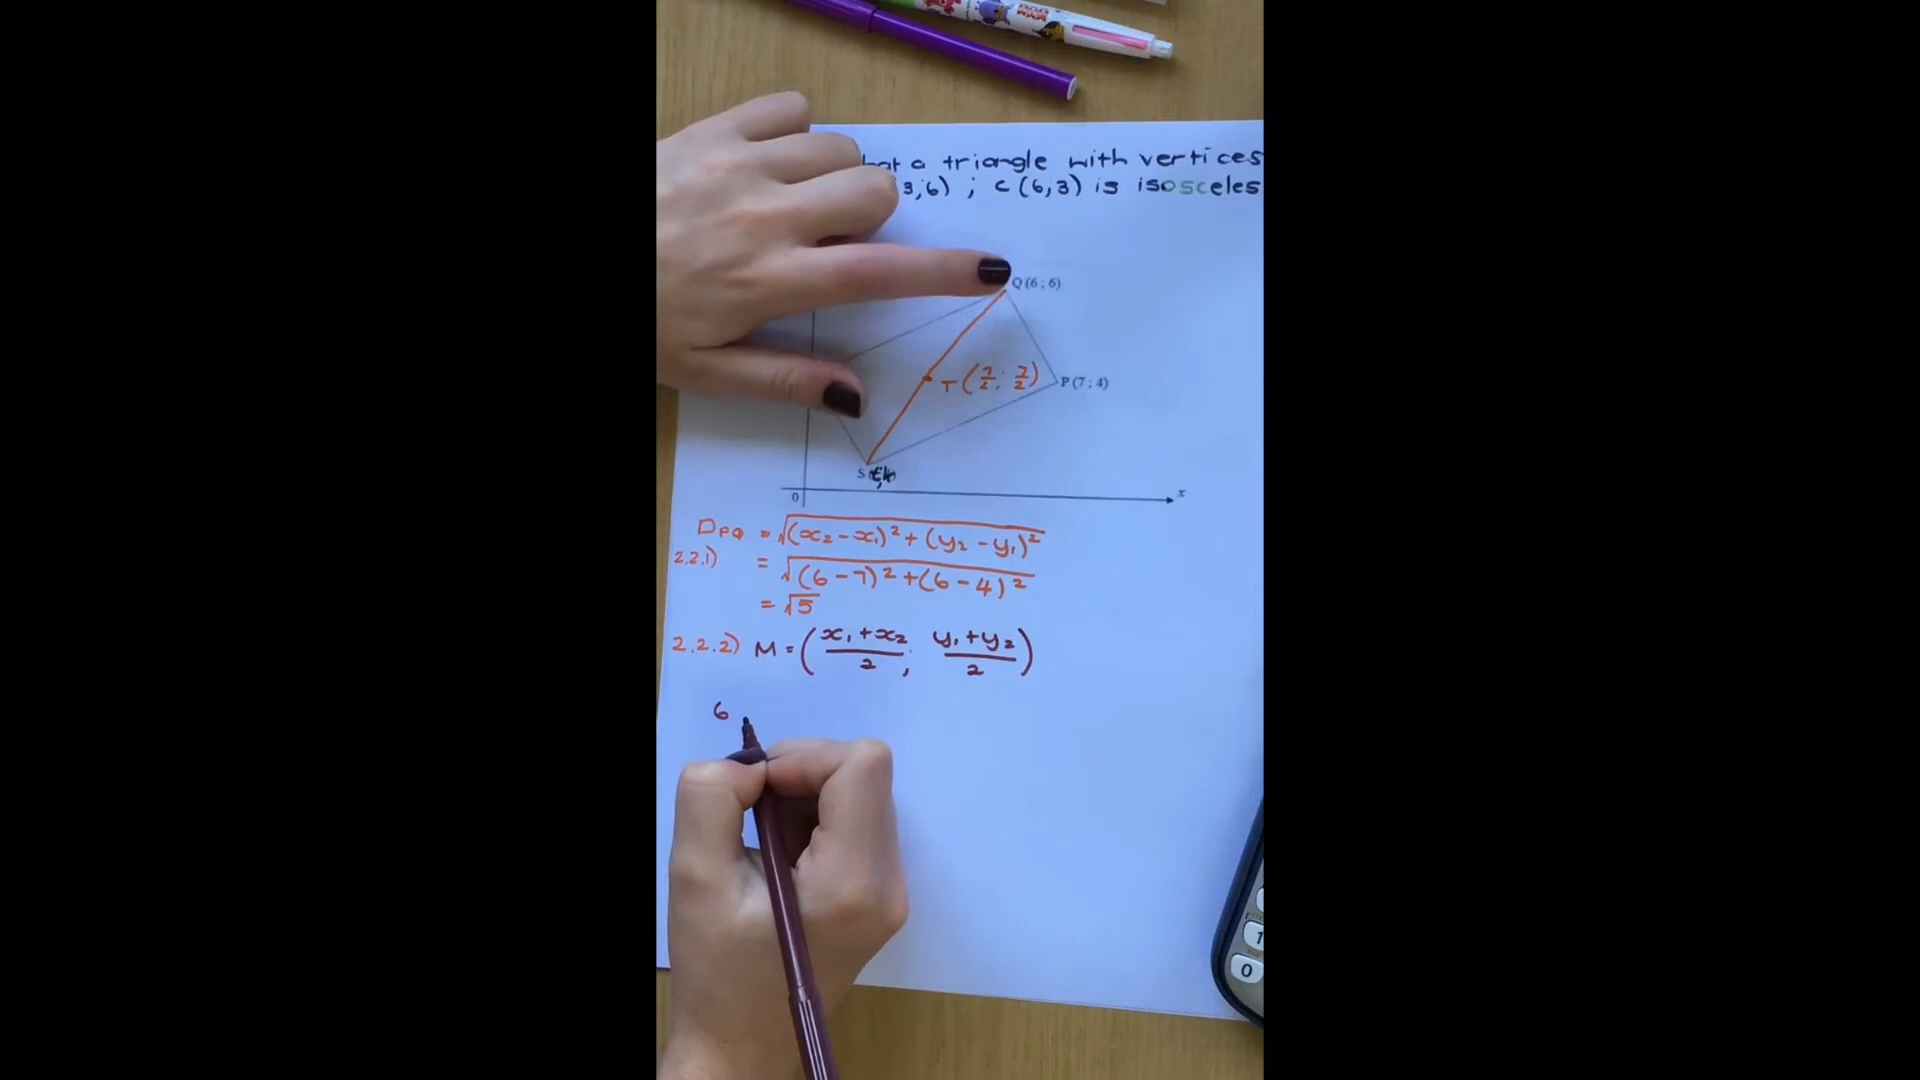 hat a triangle with vertices
3;6) ; C (6,3) is isosceles
Q (6 ; 6)
T (7/2 ; 7/2)
P (7 ; 4)
S
0
x
DPQ = √(x₂-x₁)² + (y₂-y₁)²
2.2.1) = √(6-7)² + (6-4)²
= √5
2.2.2) M = (x₁+x₂/2 ; y₁+y₂/2)
6
1
0